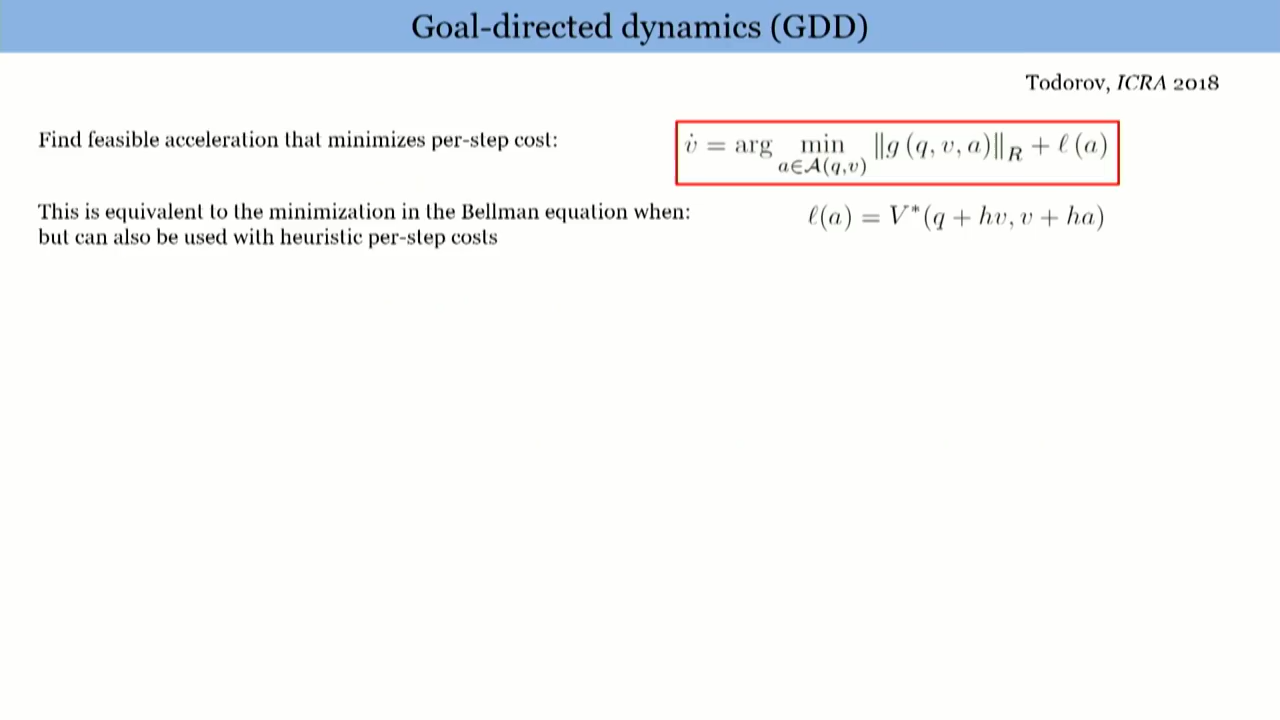 Goal-directed dynamics (GDD)
Todorov, ICRA 2018
Find feasible acceleration that minimizes per-step cost:
v̇ = arg min_{a∈𝒜(q,v)} ‖g (q, v, a)‖_R + ℓ (a)
This is equivalent to the minimization in the Bellman equation when:
ℓ(a) = V*(q + hv, v + ha)
but can also be used with heuristic per-step costs